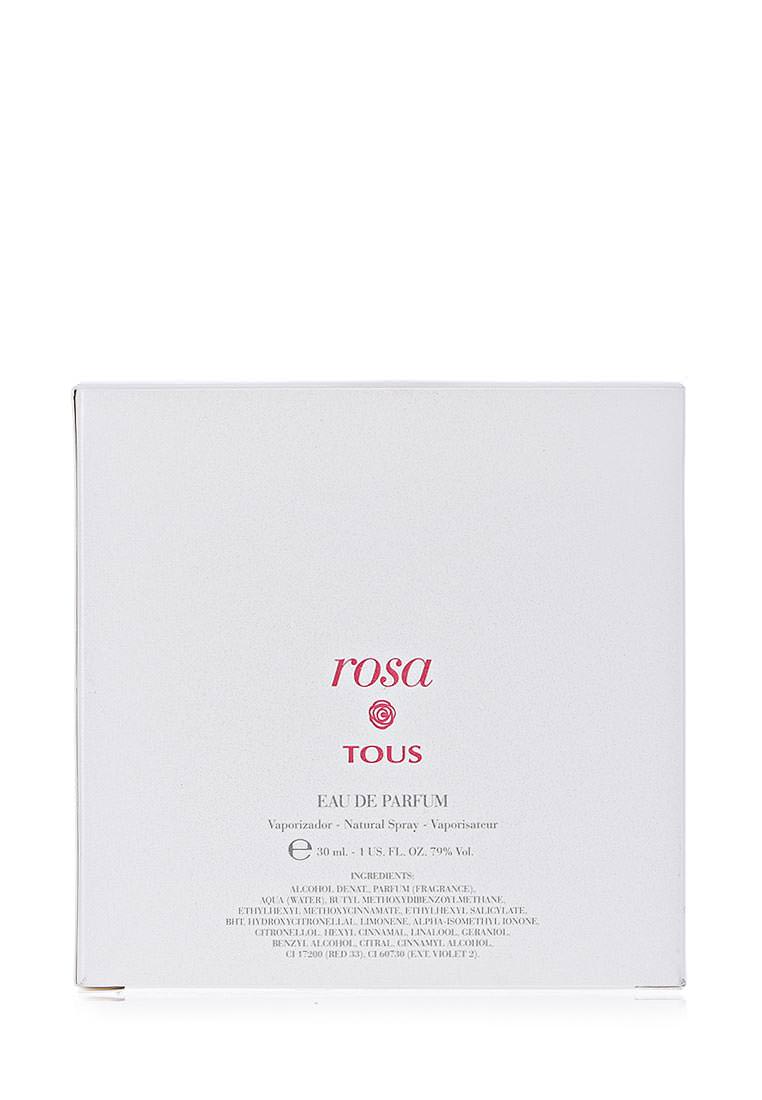 rosa
TOUS
EAU DE PARFUM
Vaporizador - Natural Spray - Vaporisateur
℮ 30 ml. - 1 US. FL. OZ. 79% Vol.
INGREDIENTS:
ALCOHOL DENAT., PARFUM (FRAGRANCE),
AQUA (WATER), BUTYL METHOXYDIBENZOYLMETHANE,
ETHYLHEXYL METHOXYCINNAMATE, ETHYLHEXYL SALICYLATE,
BHT, HYDROXYCITRONELLAL, LIMONENE, ALPHA-ISOMETHYL IONONE,
CITRONELLOL, HEXYL CINNAMAL, LINALOOL, GERANIOL,
BENZYL ALCOHOL, CITRAL, CINNAMYL ALCOHOL,
CI 17200 (RED 33), CI 60730 (EXT. VIOLET 2).